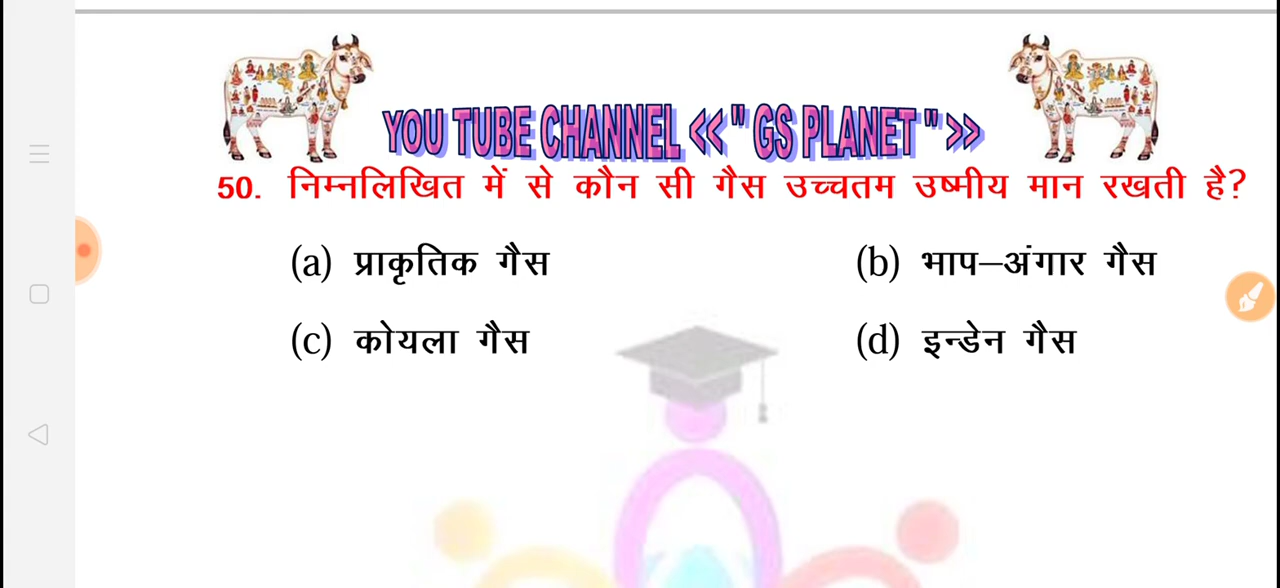 YOU TUBE CHANNEL <<" GS PLANET ">>
50. निम्नलिखित में से कौन सी गैस उच्चतम उष्मीय मान रखती है?
(a) प्राकृतिक गैस (b) भाप–अंगार गैस
(c) कोयला गैस (d) इन्डेन गैस